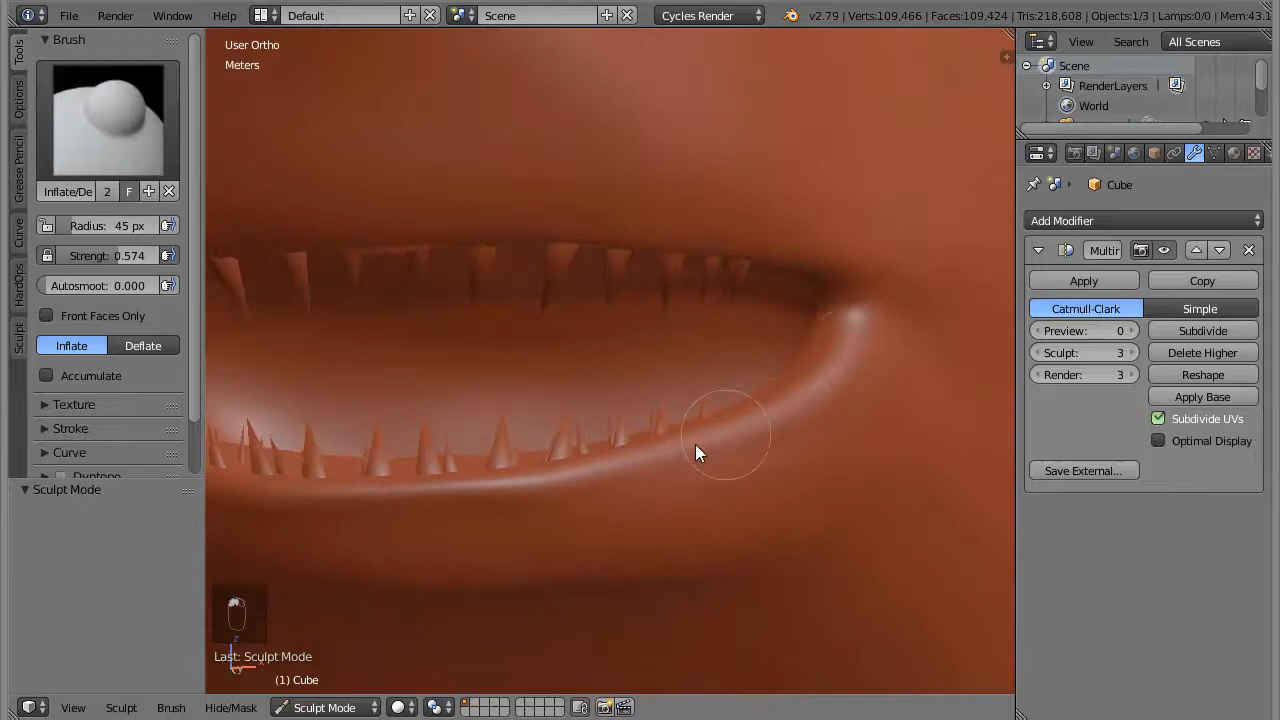 File Render Window Help Default Scene Cycles Render v2.79 | Verts:109,466 | Faces:109,424 | Tris:218,608 | Objects:1/3 | Lamps:0/0 | Mem:43.1
Tools
Options
Grease Pencil
Curve
HardOps
Sculpt
Brush
Inflate/De 2 F
Radius: 45 px
Strengt: 0.574
Autosmoot: 0.000
Front Faces Only
Inflate Deflate
Accumulate
Texture
Stroke
Curve
Dyntopo
Sculpt Mode
User Ortho
Meters
Last: Sculpt Mode
(1) Cube
View Sculpt Brush Hide/Mask Sculpt Mode
View Search All Scenes
Scene
RenderLayers
World
Cube
Add Modifier
Multir
Apply Copy
Catmull-Clark Simple
Preview: 0 Subdivide
Sculpt: 3 Delete Higher
Render: 3 Reshape
Apply Base
Subdivide UVs
Optimal Display
Save External...